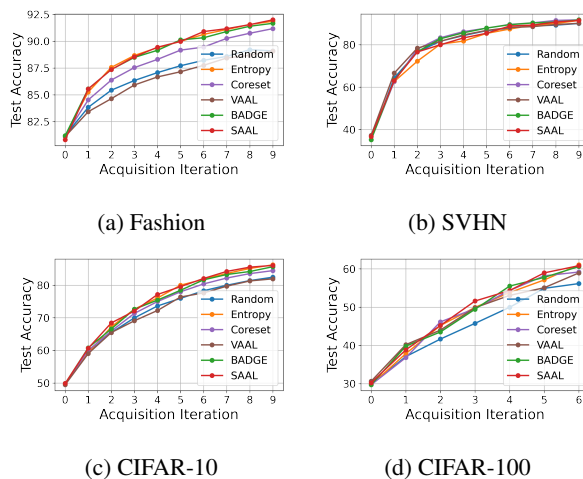 Test Accuracy
92.5
90.0
87.5
85.0
82.5
0 1 2 3 4 5 6 7 8 9
Acquisition Iteration
Random
Entropy
Coreset
VAAL
BADGE
SAAL
(a) Fashion
Test Accuracy
80
60
40
0 1 2 3 4 5 6 7 8 9
Acquisition Iteration
Random
Entropy
Coreset
VAAL
BADGE
SAAL
(b) SVHN
Test Accuracy
80
70
60
50
0 1 2 3 4 5 6 7 8 9
Acquisition Iteration
Random
Entropy
Coreset
VAAL
BADGE
SAAL
(c) CIFAR-10
Test Accuracy
60
50
40
30
0 1 2 3 4 5 6
Acquisition Iteration
Random
Entropy
Coreset
VAAL
BADGE
SAAL
(d) CIFAR-100